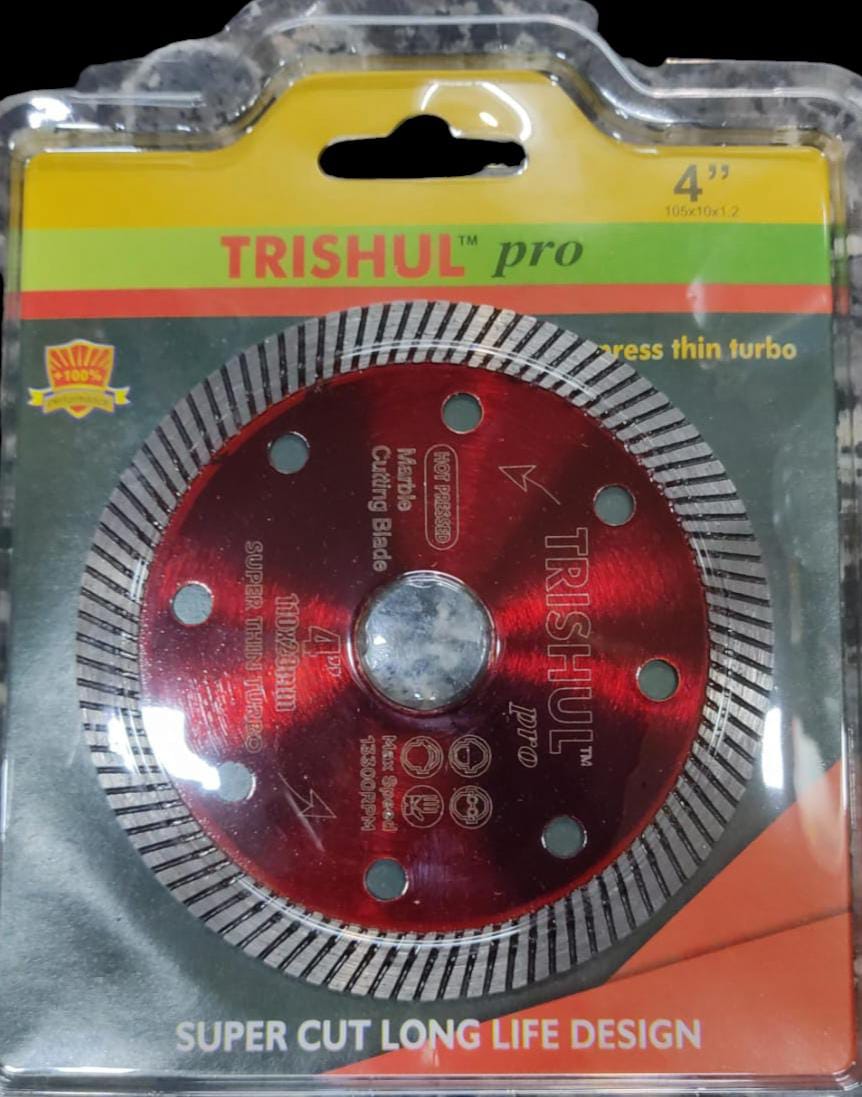 4”
105x10x1.2
TRISHUL™ pro
press thin turbo
+100%
HOT PRESSED
Marble
Cutting Blade
TRISHUL™
pro
4”
SUPER THIN TURBO
Max Speed
13300RPM
SUPER CUT LONG LIFE DESIGN